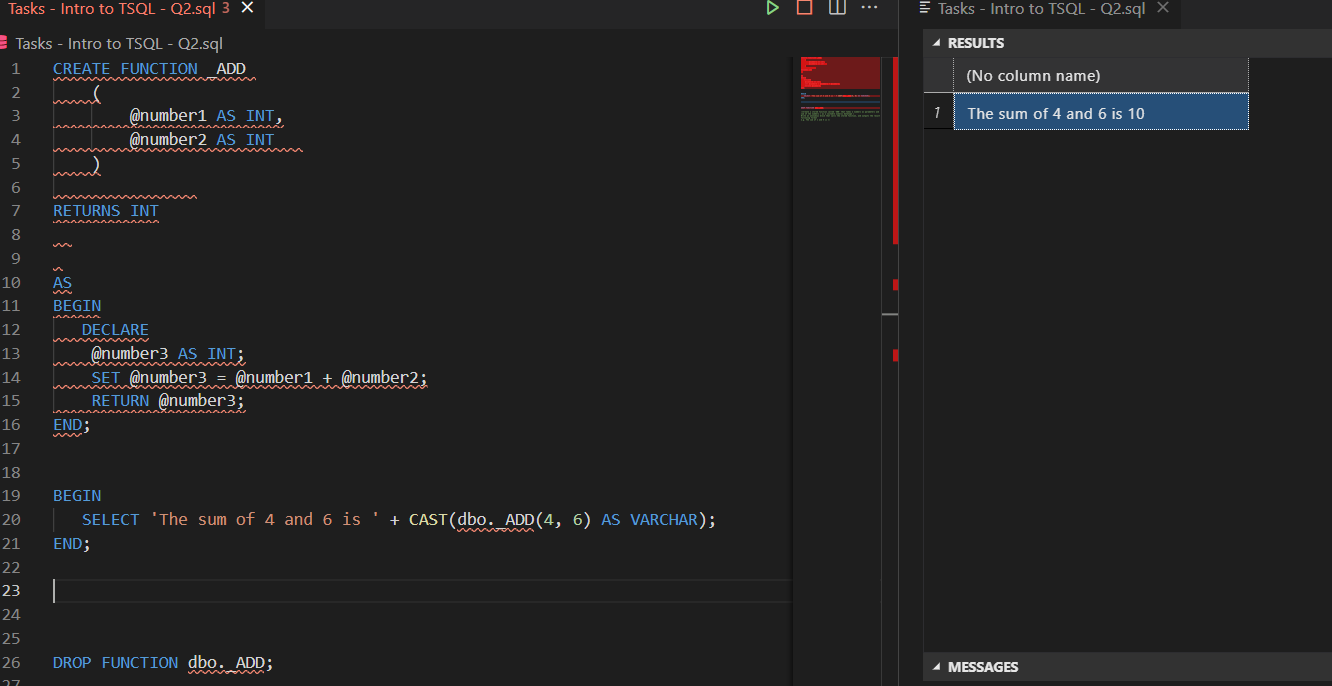 Tasks - Intro to TSQL - Q2.sql 3
Tasks - Intro to TSQL - Q2.sql
1 CREATE FUNCTION _ADD
2 (
3 @number1 AS INT,
4 @number2 AS INT
5 )
6
7 RETURNS INT
8
9
10 AS
11 BEGIN
12 DECLARE
13 @number3 AS INT;
14 SET @number3 = @number1 + @number2;
15 RETURN @number3;
16 END;
17
18
19 BEGIN
20 SELECT 'The sum of 4 and 6 is ' + CAST(dbo._ADD(4, 6) AS VARCHAR);
21 END;
22
23
24
25
26 DROP FUNCTION dbo._ADD;
27
Tasks - Intro to TSQL - Q2.sql
RESULTS
(No column name)
1 The sum of 4 and 6 is 10
MESSAGES